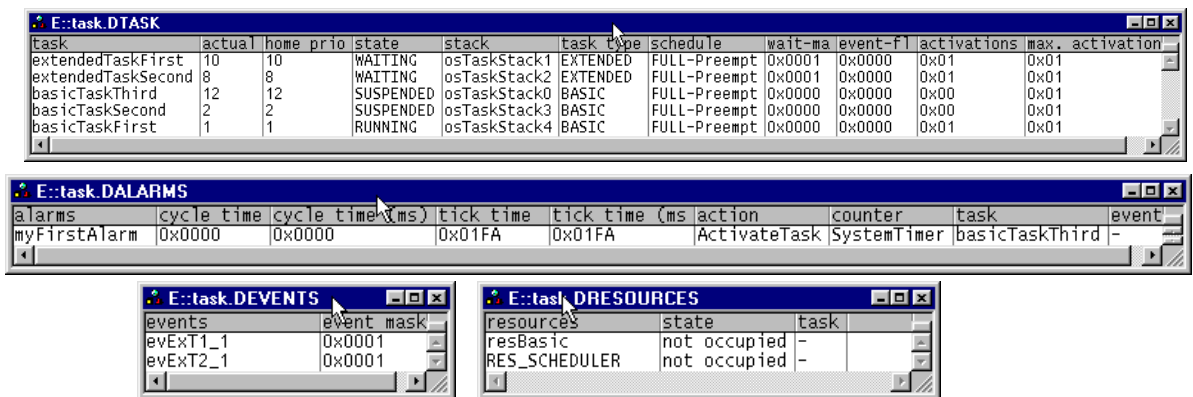 E::task.DTASK
task actual home prio state stack task type schedule wait-ma event-fl activations max. activation
extendedTaskFirst 10 10 WAITING osTaskStack1 EXTENDED FULL-Preempt 0x0001 0x0000 0x01 0x01
extendedTaskSecond 8 8 WAITING osTaskStack2 EXTENDED FULL-Preempt 0x0001 0x0000 0x01 0x01
basicTaskThird 12 12 SUSPENDED osTaskStack0 BASIC FULL-Preempt 0x0000 0x0000 0x00 0x01
basicTaskSecond 2 2 SUSPENDED osTaskStack3 BASIC FULL-Preempt 0x0000 0x0000 0x00 0x01
basicTaskFirst 1 1 RUNNING osTaskStack4 BASIC FULL-Preempt 0x0000 0x0000 0x01 0x01
E::task.DALARMS
alarms cycle time cycle time (ms) tick time tick time (ms action counter task event
myFirstAlarm 0x0000 0x0000 0x01FA 0x01FA ActivateTask SystemTimer basicTaskThird -
E::task.DEVENTS
events event mask
evExT1_1 0x0001
evExT2_1 0x0001
E::task.DRESOURCES
resources state task
resBasic not occupied -
RES_SCHEDULER not occupied -